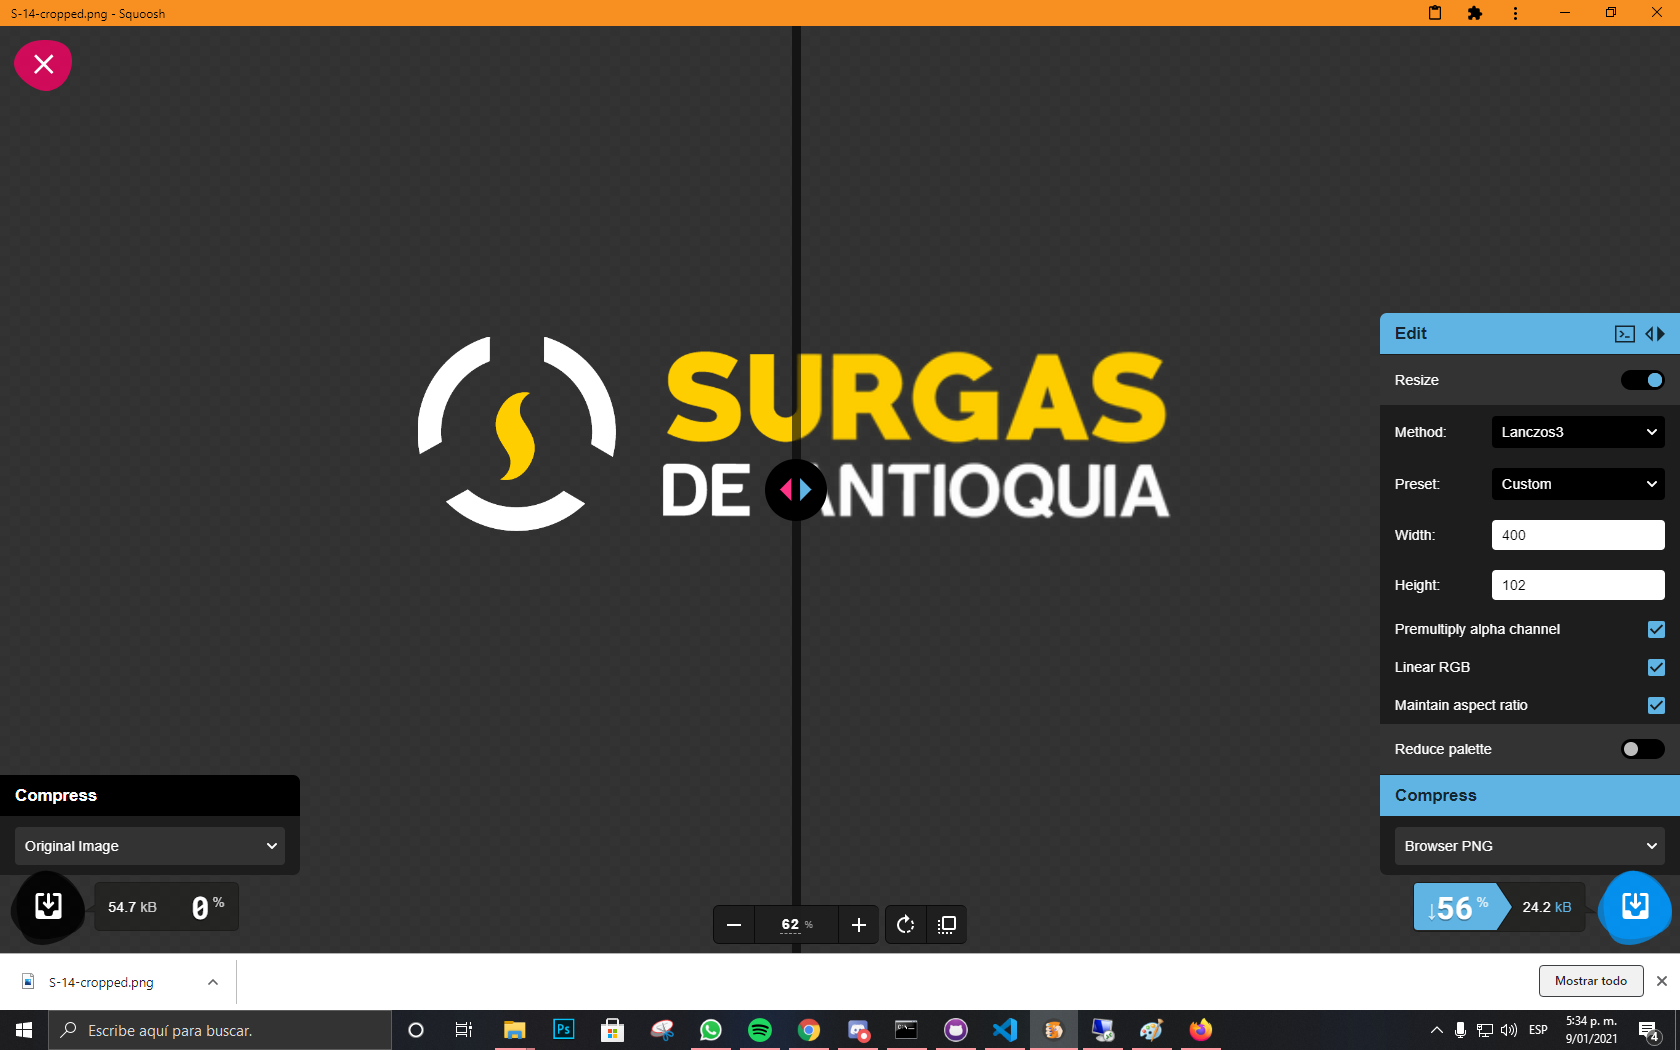 S-14-cropped.png - Squoosh
SURGAS
DE ANTIOQUIA
Edit
Resize
Method:
Lanczos3
Preset:
Custom
Width:
400
Height:
102
Premultiply alpha channel
Linear RGB
Maintain aspect ratio
Reduce palette
Compress
Browser PNG
↓56 %
24.2 kB
Compress
Original Image
54.7 kB
0 %
62 %
S-14-cropped.png
Mostrar todo
Escribe aquí para buscar.
Ps
ESP
5:34 p. m.
9/01/2021
4